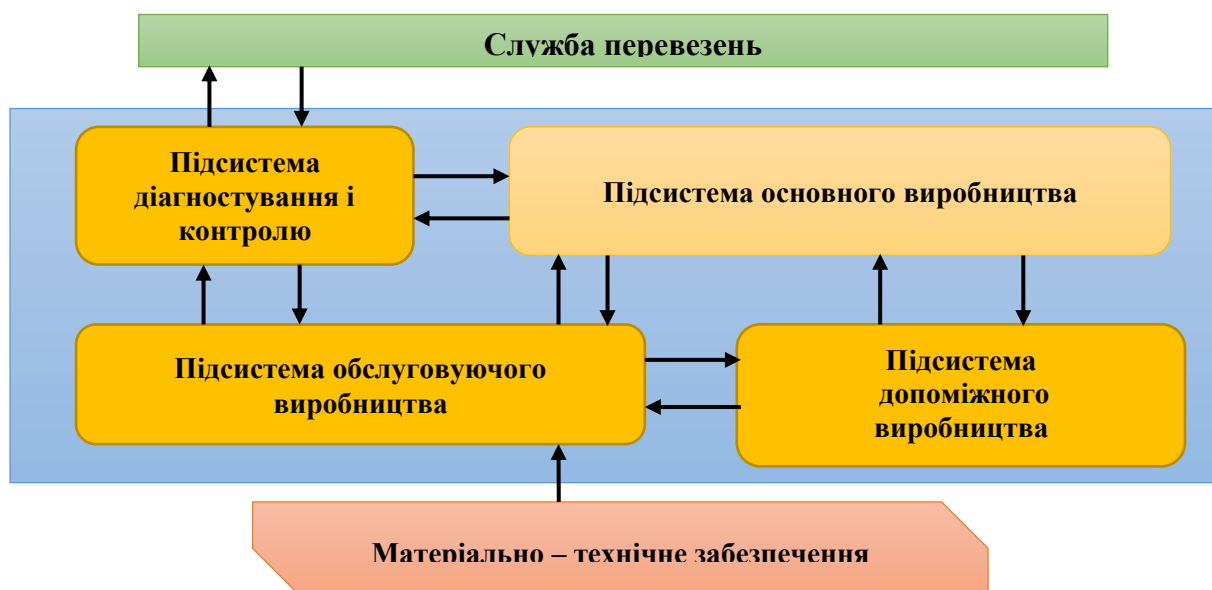 Служба перевезень
Підсистема
діагностування і
контролю
Підсистема основного виробництва
Підсистема обслуговуючого
виробництва
Підсистема
допоміжного
виробництва
Матеріально – технічне забезпечення